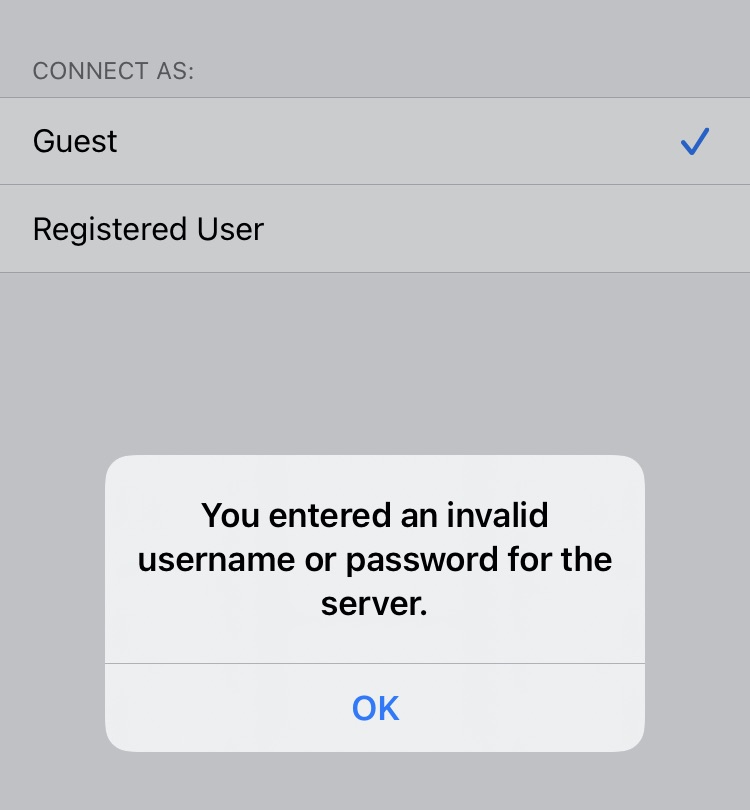 CONNECT AS:
Guest
Registered User
You entered an invalid
username or password for the
server.
OK